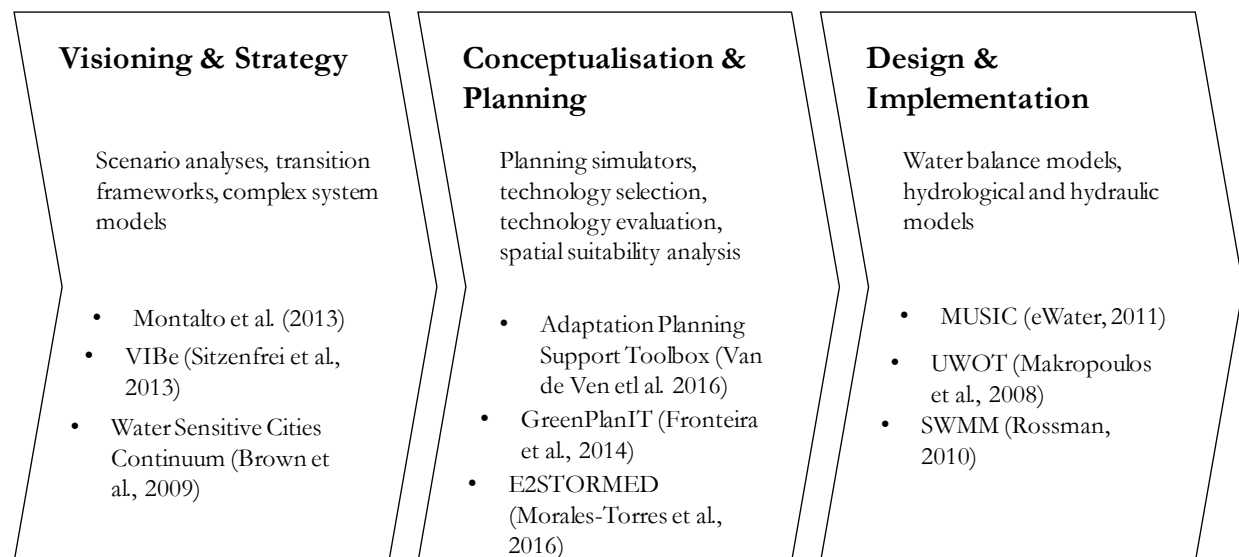 Visioning & Strategy
Scenario analyses, transition
frameworks, complex system
models
• Montalto et al. (2013)
• VIBe (Sitzenfrei et al.,
2013)
• Water Sensitive Cities
Continuum (Brown et
al., 2009)
Conceptualisation &
Planning
Planning simulators,
technology selection,
technology evaluation,
spatial suitability analysis
• Adaptation Planning
Support Toolbox (Van
de Ven etl al. 2016)
• GreenPlanIT (Fronteira
et al., 2014)
• E2STORMED
(Morales-Torres et al.,
2016)
Design &
Implementation
Water balance models,
hydrological and hydraulic
models
• MUSIC (eWater, 2011)
• UWOT (Makropoulos
et al., 2008)
• SWMM (Rossman,
2010)